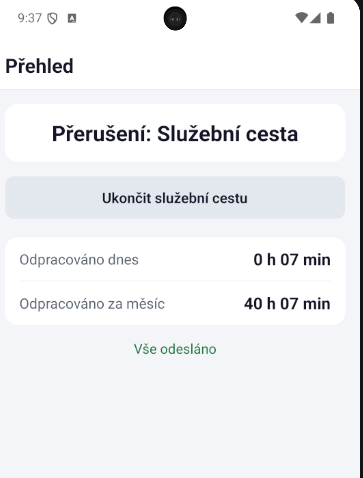 9:37
Přehled
Přerušení: Služební cesta
Ukončit služební cestu
Odpracováno dnes 0 h 07 min
Odpracováno za měsíc 40 h 07 min
Vše odesláno